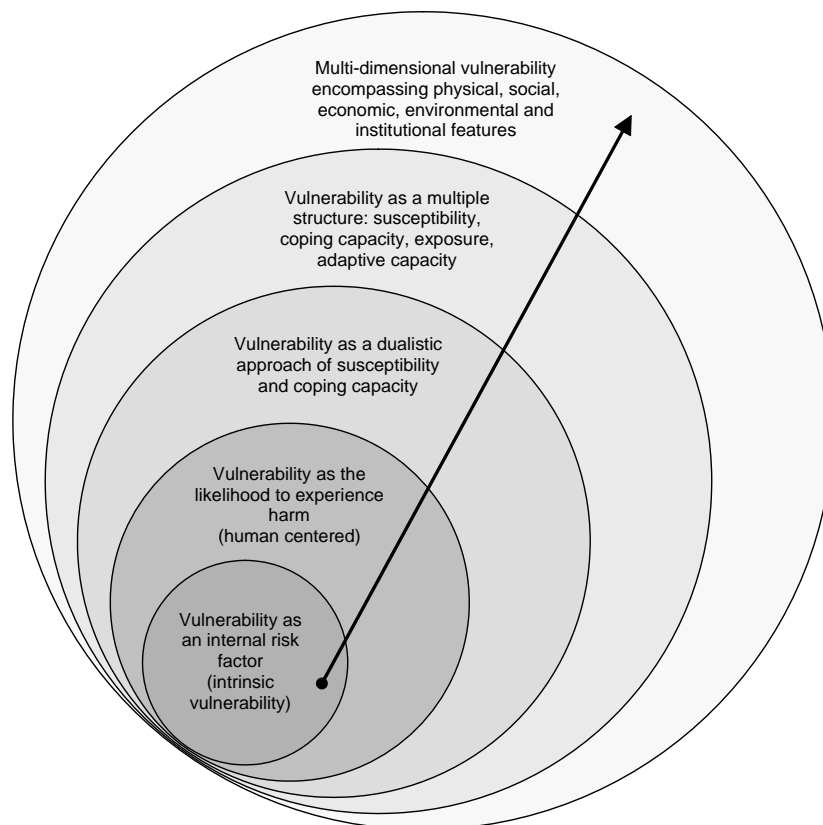 Multi-dimensional vulnerability
encompassing physical, social,
economic, environmental and
institutional features
Vulnerability as a multiple
structure: susceptibility,
coping capacity, exposure,
adaptive capacity
Vulnerability as a dualistic
approach of susceptibility
and coping capacity
Vulnerability as the
likelihood to experience
harm
(human centered)
Vulnerability as
an internal risk
factor
(intrinsic
vulnerability)